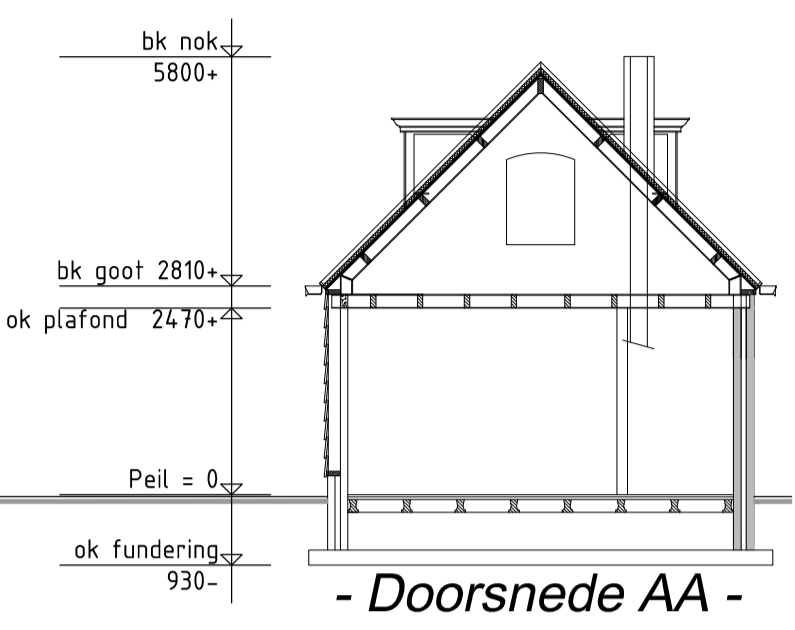 bk nok
5800+
bk goot 2810+
ok plafond 2470+
Peil = 0
ok fundering
930-
- Doorsnede AA -